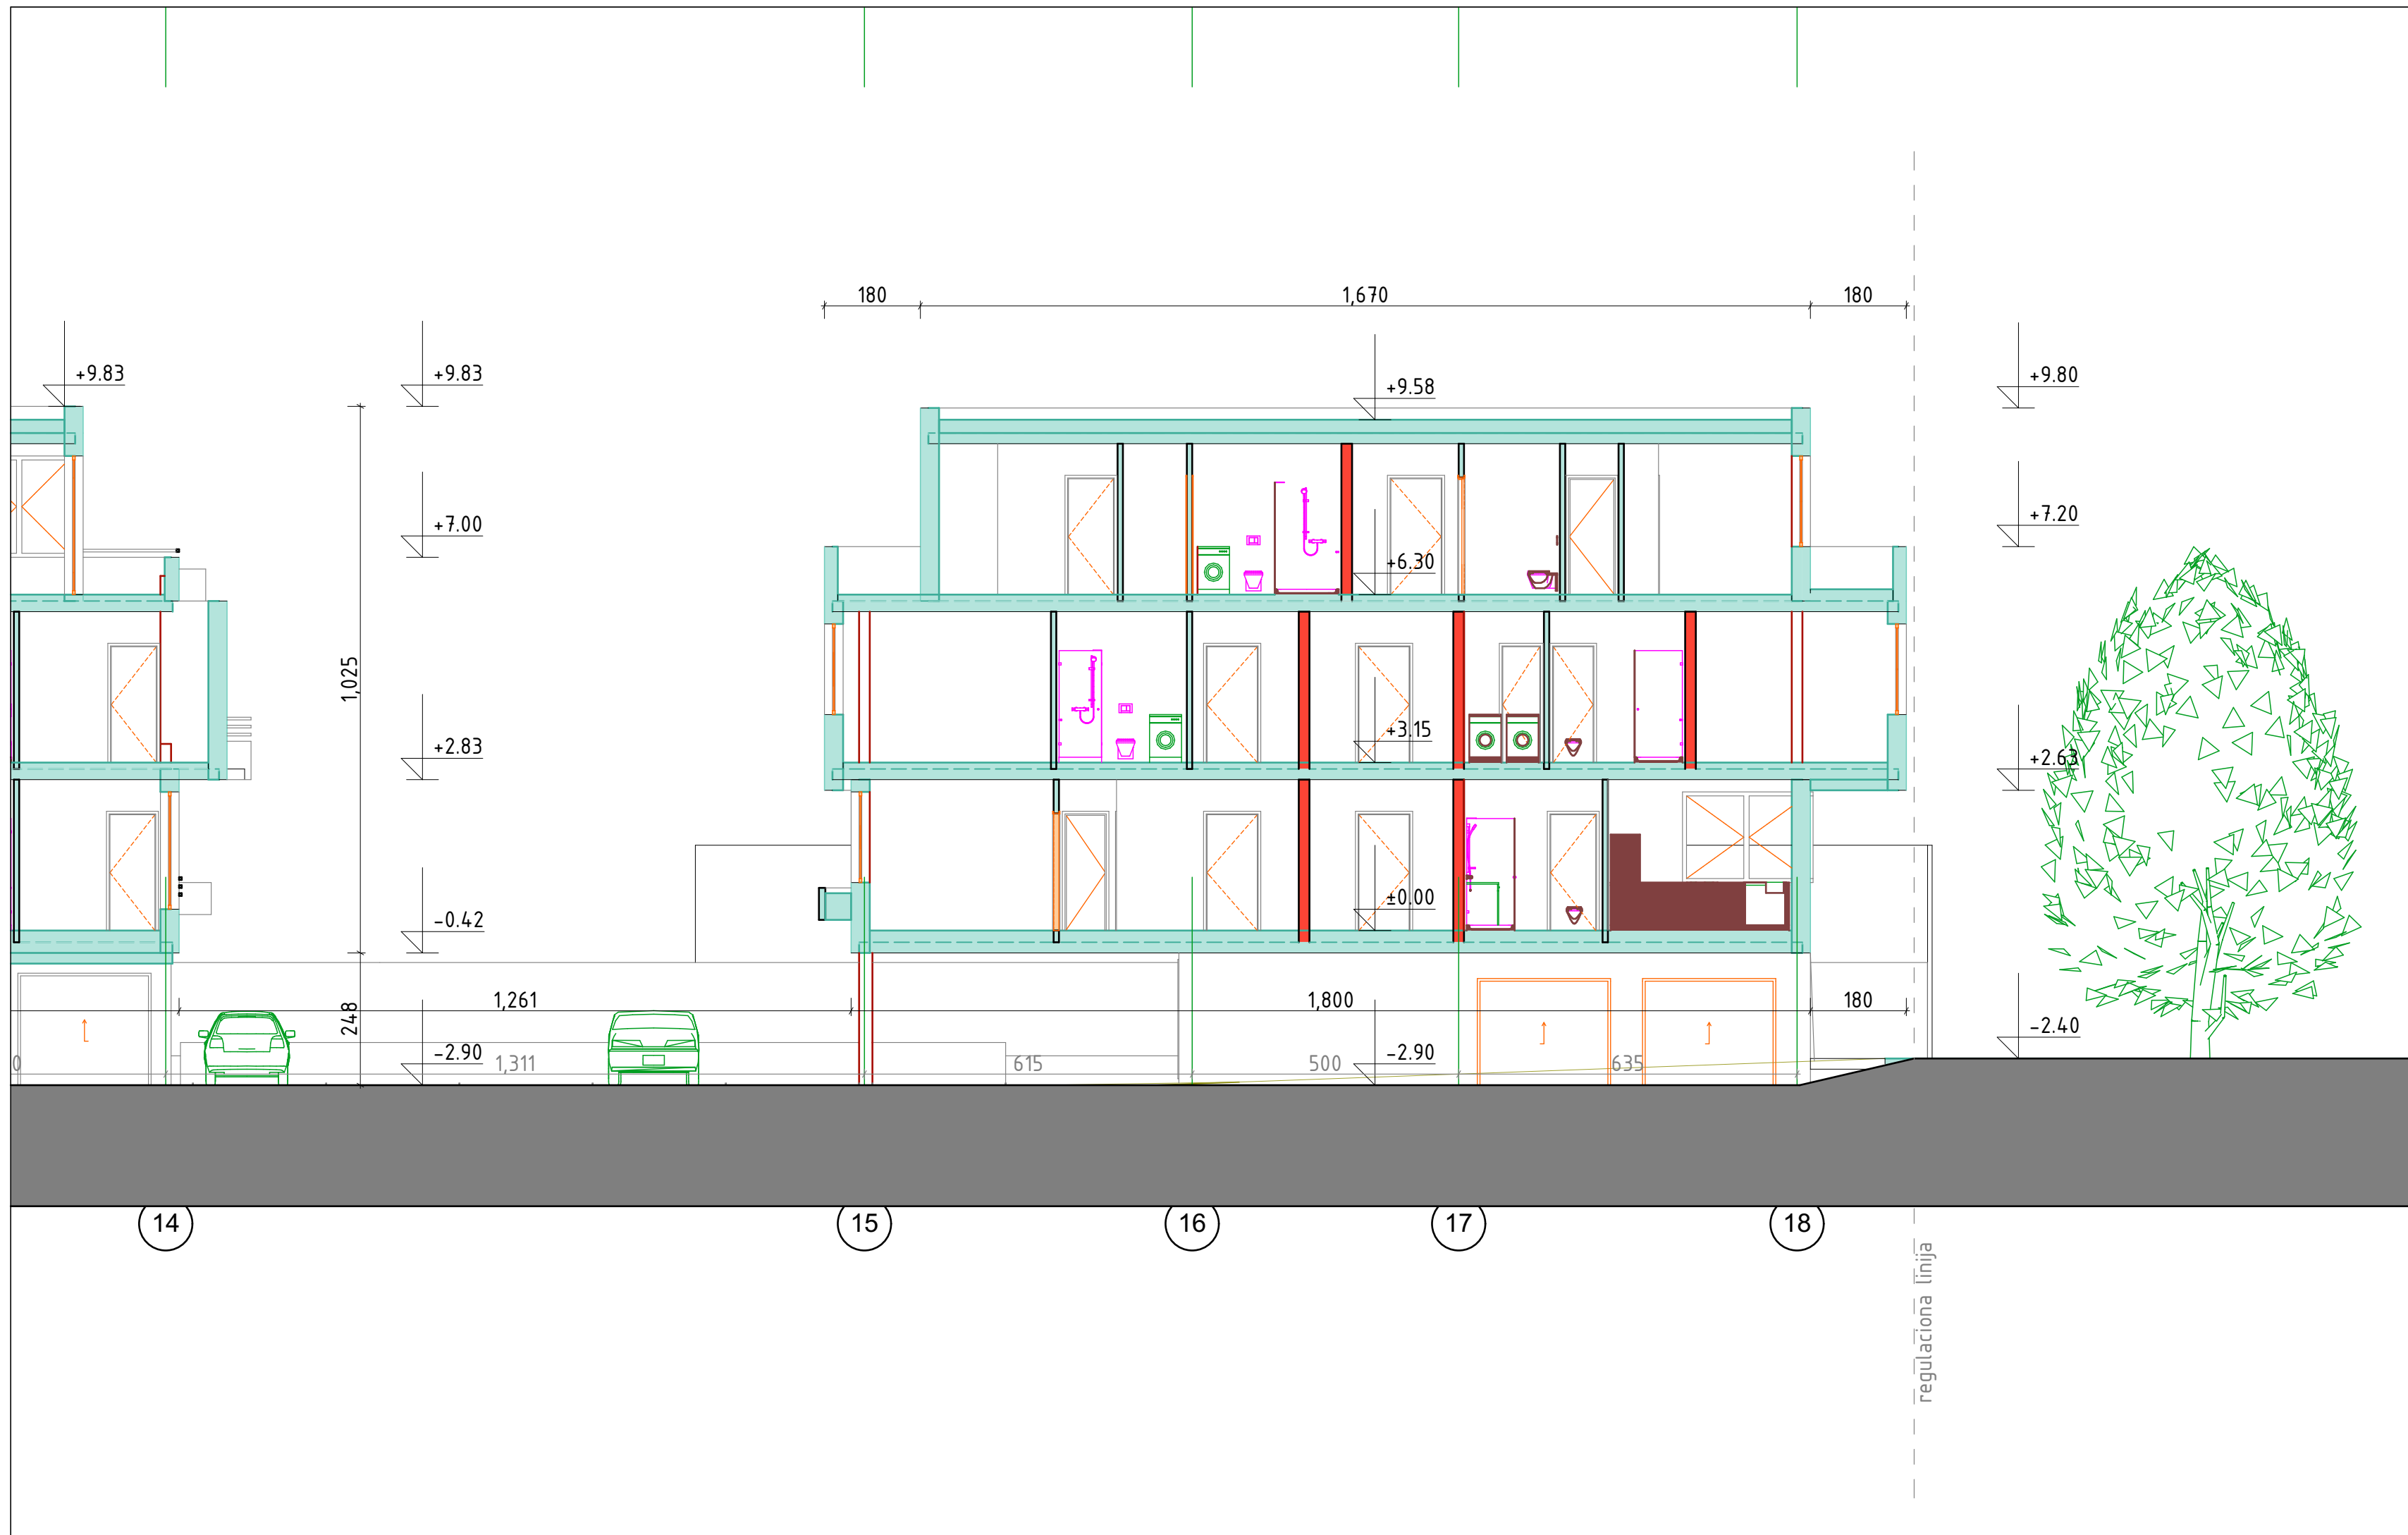 180 1,670 180
+9.83 +9.83 +9.58 +9.80
+7.00 +7.20
+6.30
1,025
+2.83 +3.15 +2.63
-0.42 ±0.00
1,261 1,800 180
248
-2.90 -2.90 -2.40
0 1,311 615 500 635
14 15 16 17 18
regulaciona linija